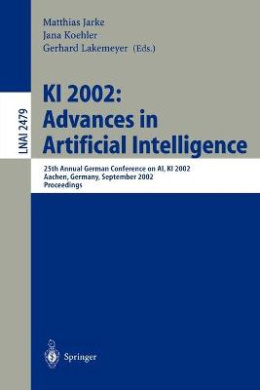 Matthias Jarke
Jana Koehler
Gerhard Lakemeyer (Eds.)
LNAI 2479
KI 2002:
Advances in
Artificial Intelligence
25th Annual German Conference on AI, KI 2002
Aachen, Germany, September 2002
Proceedings
Springer